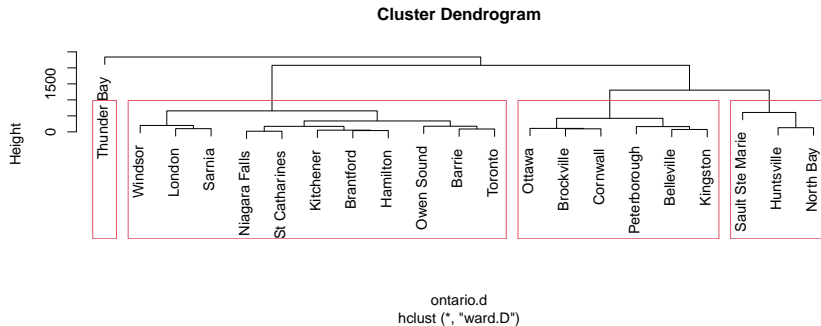 Cluster Dendrogram
Height
0
1500
Thunder Bay
Windsor
London
Sarnia
Niagara Falls
St Catharines
Kitchener
Brantford
Hamilton
Owen Sound
Barrie
Toronto
Ottawa
Brockville
Cornwall
Peterborough
Belleville
Kingston
Sault Ste Marie
Huntsville
North Bay
ontario.d
hclust (*, "ward.D")